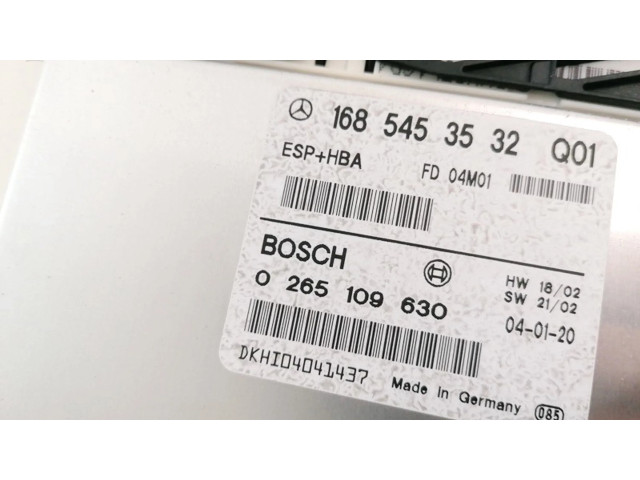 168 545 35 32 Q01
ESP+HBA
FD 04M01
BOSCH
0 265 109 630
HW 18/02
SW 21/02
04-01-20
DKHI04041437
Made in Germany
085